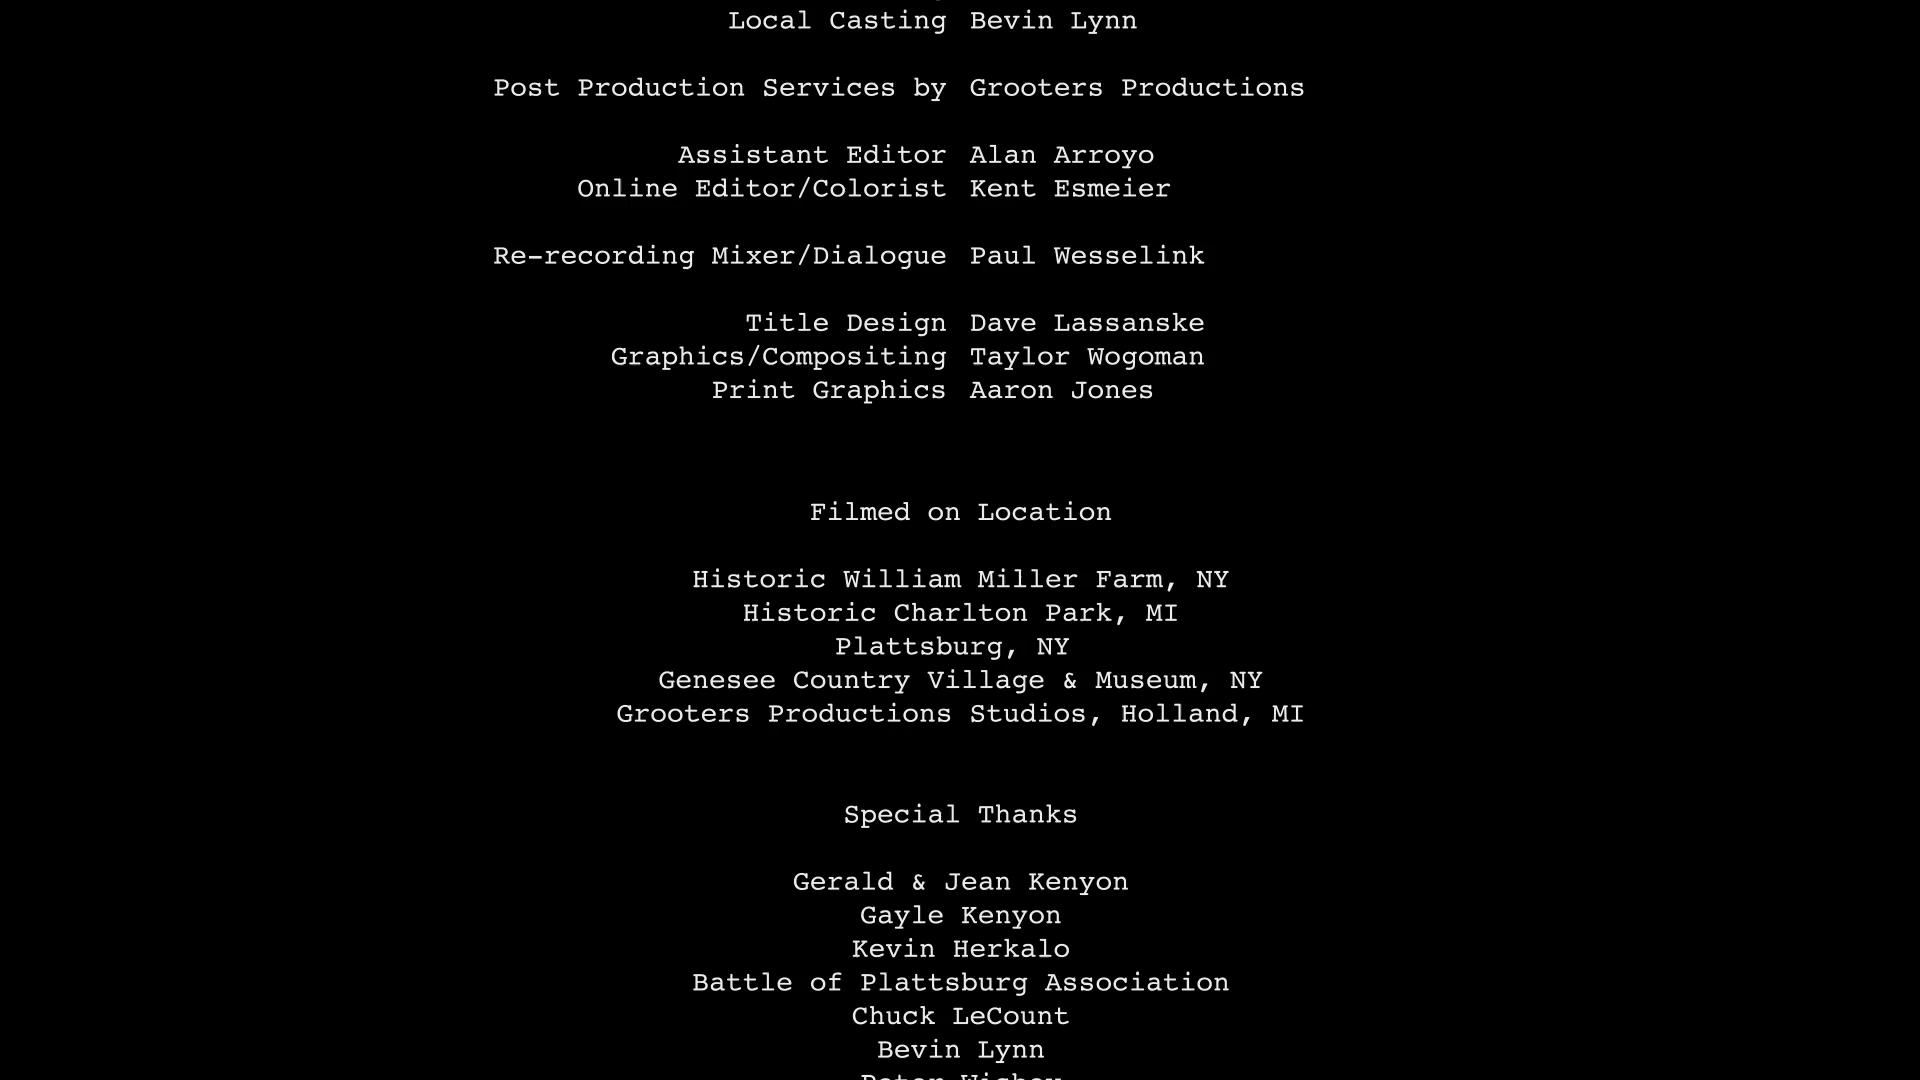 Local Casting Bevin Lynn
Post Production Services by Grooters Productions
Assistant Editor Alan Arroyo
Online Editor/Colorist Kent Esmeier
Re-recording Mixer/Dialogue Paul Wesselink
Title Design Dave Lassanske
Graphics/Compositing Taylor Wogoman
Print Graphics Aaron Jones
Filmed on Location
Historic William Miller Farm, NY
Historic Charlton Park, MI
Plattsburg, NY
Genesee Country Village & Museum, NY
Grooters Productions Studios, Holland, MI
Special Thanks
Gerald & Jean Kenyon
Gayle Kenyon
Kevin Herkalo
Battle of Plattsburg Association
Chuck LeCount
Bevin Lynn